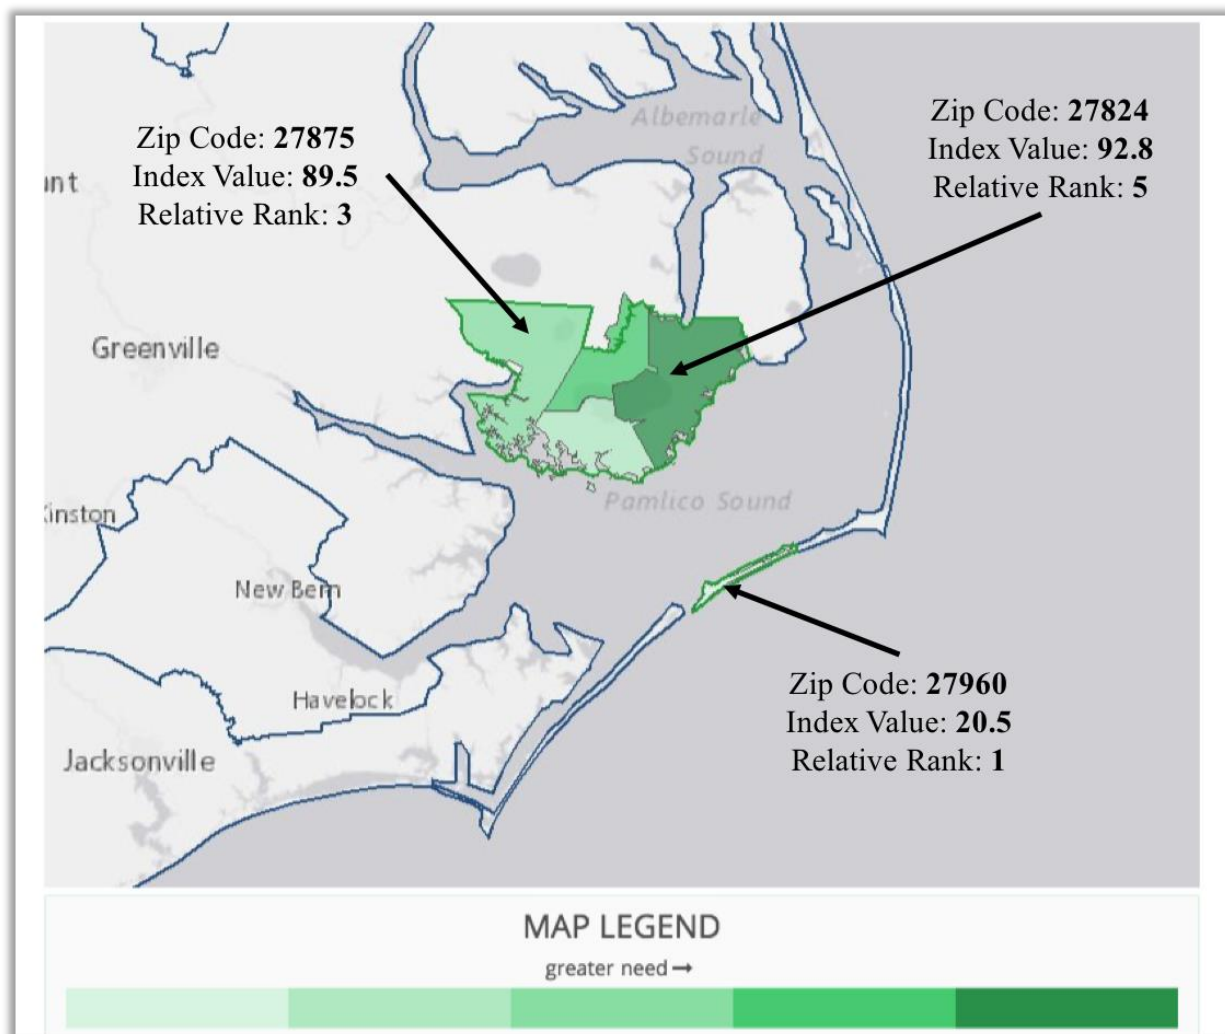 Albemarle
Sound
Zip Code: 27875
Index Value: 89.5
Relative Rank: 3
Zip Code: 27824
Index Value: 92.8
Relative Rank: 5
Greenville
Pamlico Sound
New Bern
Havelock
Jacksonville
Zip Code: 27960
Index Value: 20.5
Relative Rank: 1
MAP LEGEND
greater need →